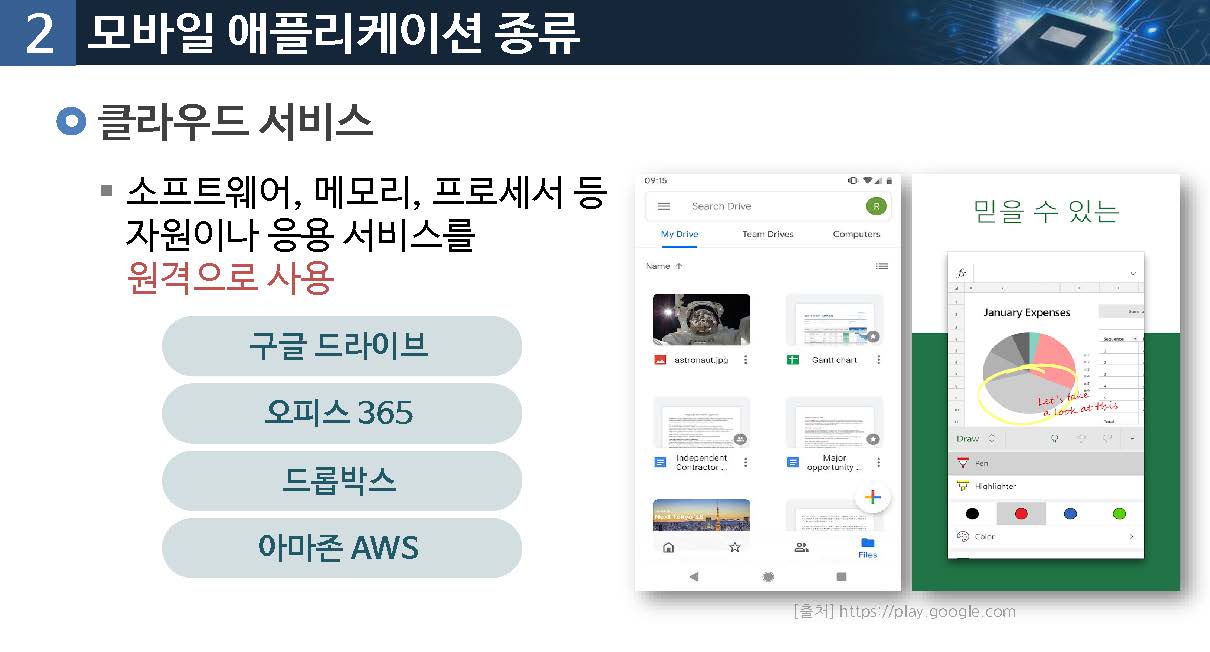 2 모바일 애플리케이션 종류
클라우드 서비스
소프트웨어, 메모리, 프로세서 등
자원이나 응용 서비스를
원격으로 사용
구글 드라이브
오피스 365
드롭박스
아마존 AWS
09:15
Search Drive
R
My Drive Team Drives Computers
Name
astronaut.jpg
Gantt chart
Independent
Contractor ...
Major
opportunity ...
Next Tokyo 18
Files
믿을 수 있는
fx
January Expenses
Sequence
Total
Let's take
a look at this
Draw
Pen
Highlighter
Color
[출처] https://play.google.com